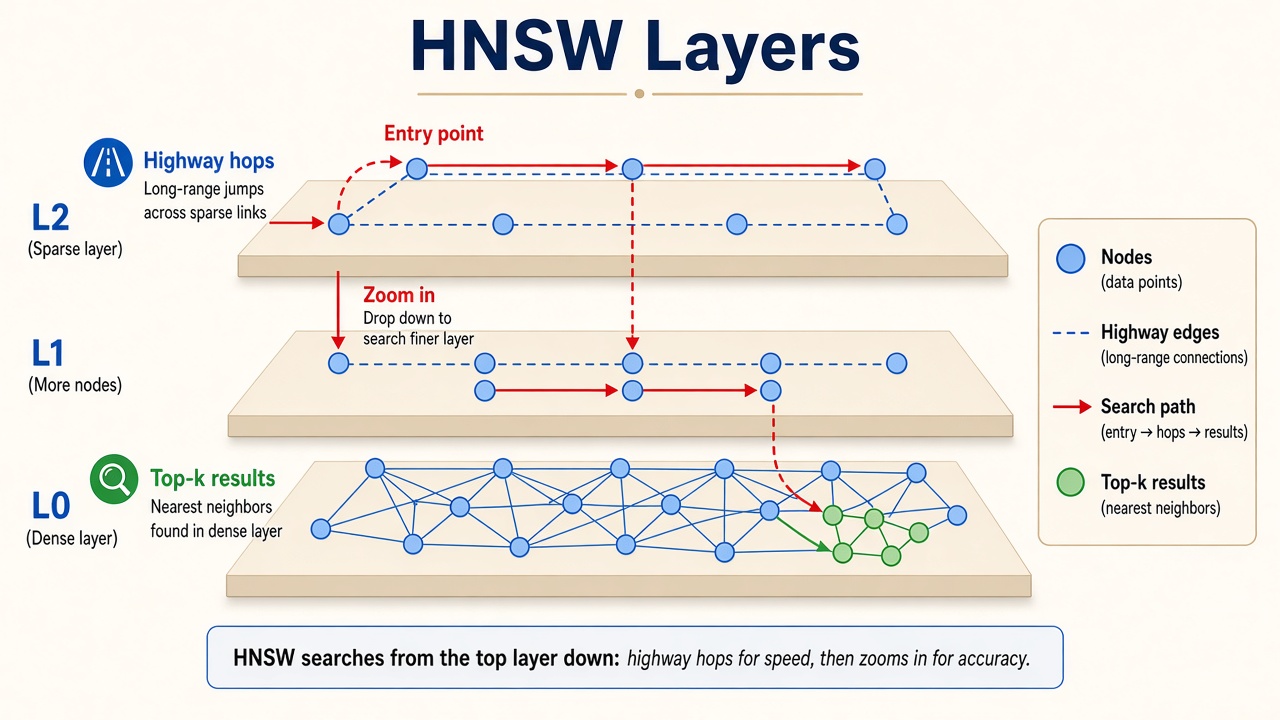 HNSW Layers
Entry point
Highway hops
Long-range jumps
across sparse links
L2
(Sparse layer)
Zoom in
Drop down to
search finer layer
L1
(More nodes)
Top-k results
Nearest neighbors
found in dense layer
L0
(Dense layer)
Nodes
(data points)
Highway edges
(long-range connections)
Search path
(entry → hops → results)
Top-k results
(nearest neighbors)
HNSW searches from the top layer down: highway hops for speed, then zooms in for accuracy.